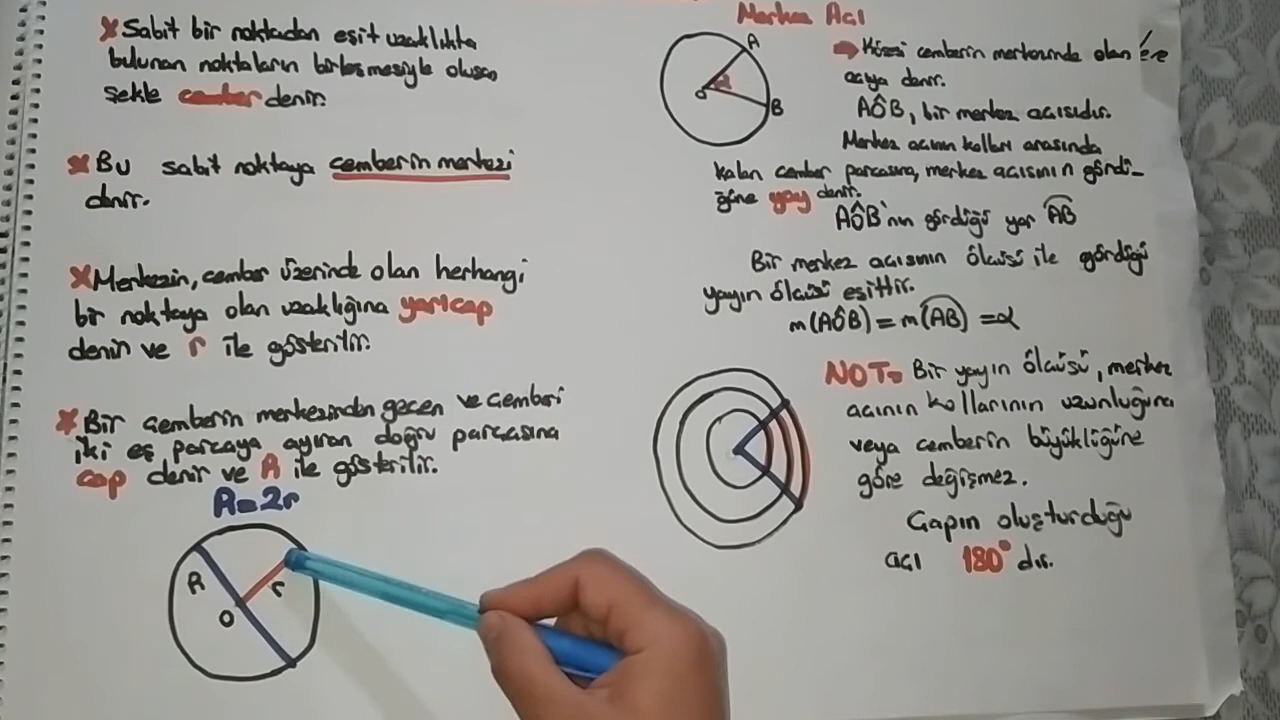 * Sabit bir noktadan eşit uzaklıkta
bulunan noktaların birleşmesiyle oluşan
şekle çember denir.
* Bu sabit noktaya çemberin merkezi
denir.
* Merkezin, çember üzerinde olan herhangi
bir noktaya olan uzaklığına yarıçap
denir ve r ile gösterilir.
* Bir çemberin merkezinden geçen ve çemberi
iki eş parçaya ayıran doğru parçasına
çap denir ve R ile gösterilir.
R=2r
R
r
O
Merkez Açı
A
α
O
B
➡ Köşesi çemberin merkezinde olan
açıya denir.
AÔB, bir merkez açısıdır.
Merkez açının kolları arasında
kalan çember parçasına, merkez açısının gördü-
ğüne yay denir.
AÔB'nın gördüğü yay A͡B
Bir merkez açısının ölçüsü ile gördüğü
yayın ölçüsü eşittir.
m(AÔB) = m(A͡B) = α
NOT= Bir yayın ölçüsü, merkez
açının kollarının uzunluğuna
veya çemberin büyüklüğüne
göre değişmez.
Çapın oluşturduğu
açı 180° dir.